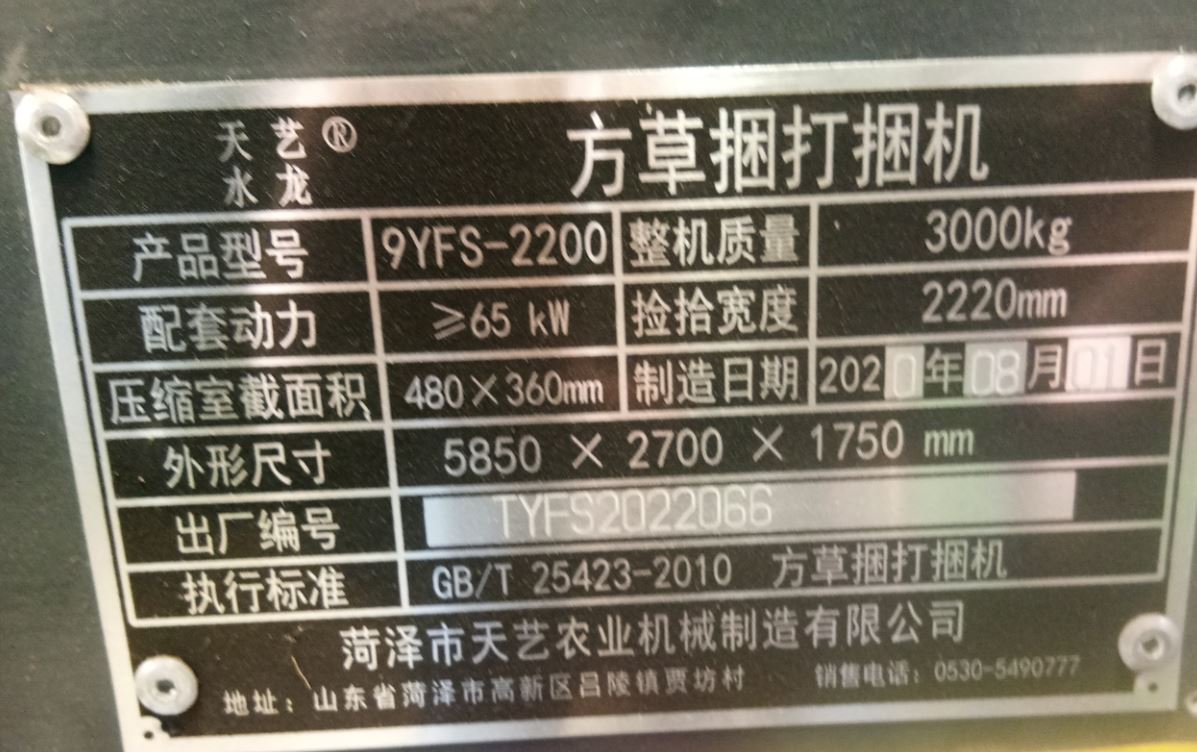 天艺® 方草捆打捆机
水龙
产品型号 9YFS-2200 整机质量 3000kg
配套动力 ≥65 kW 捡拾宽度 2220mm
压缩室截面积 480×360mm 制造日期 2020年08月01日
外形尺寸 5850 × 2700 × 1750 mm
出厂编号 TYFS2022066
执行标准 GB/T 25423-2010 方草捆打捆机
菏泽市天艺农业机械制造有限公司
地址：山东省菏泽市高新区吕陵镇贾坊村 销售电话：0530-5490777